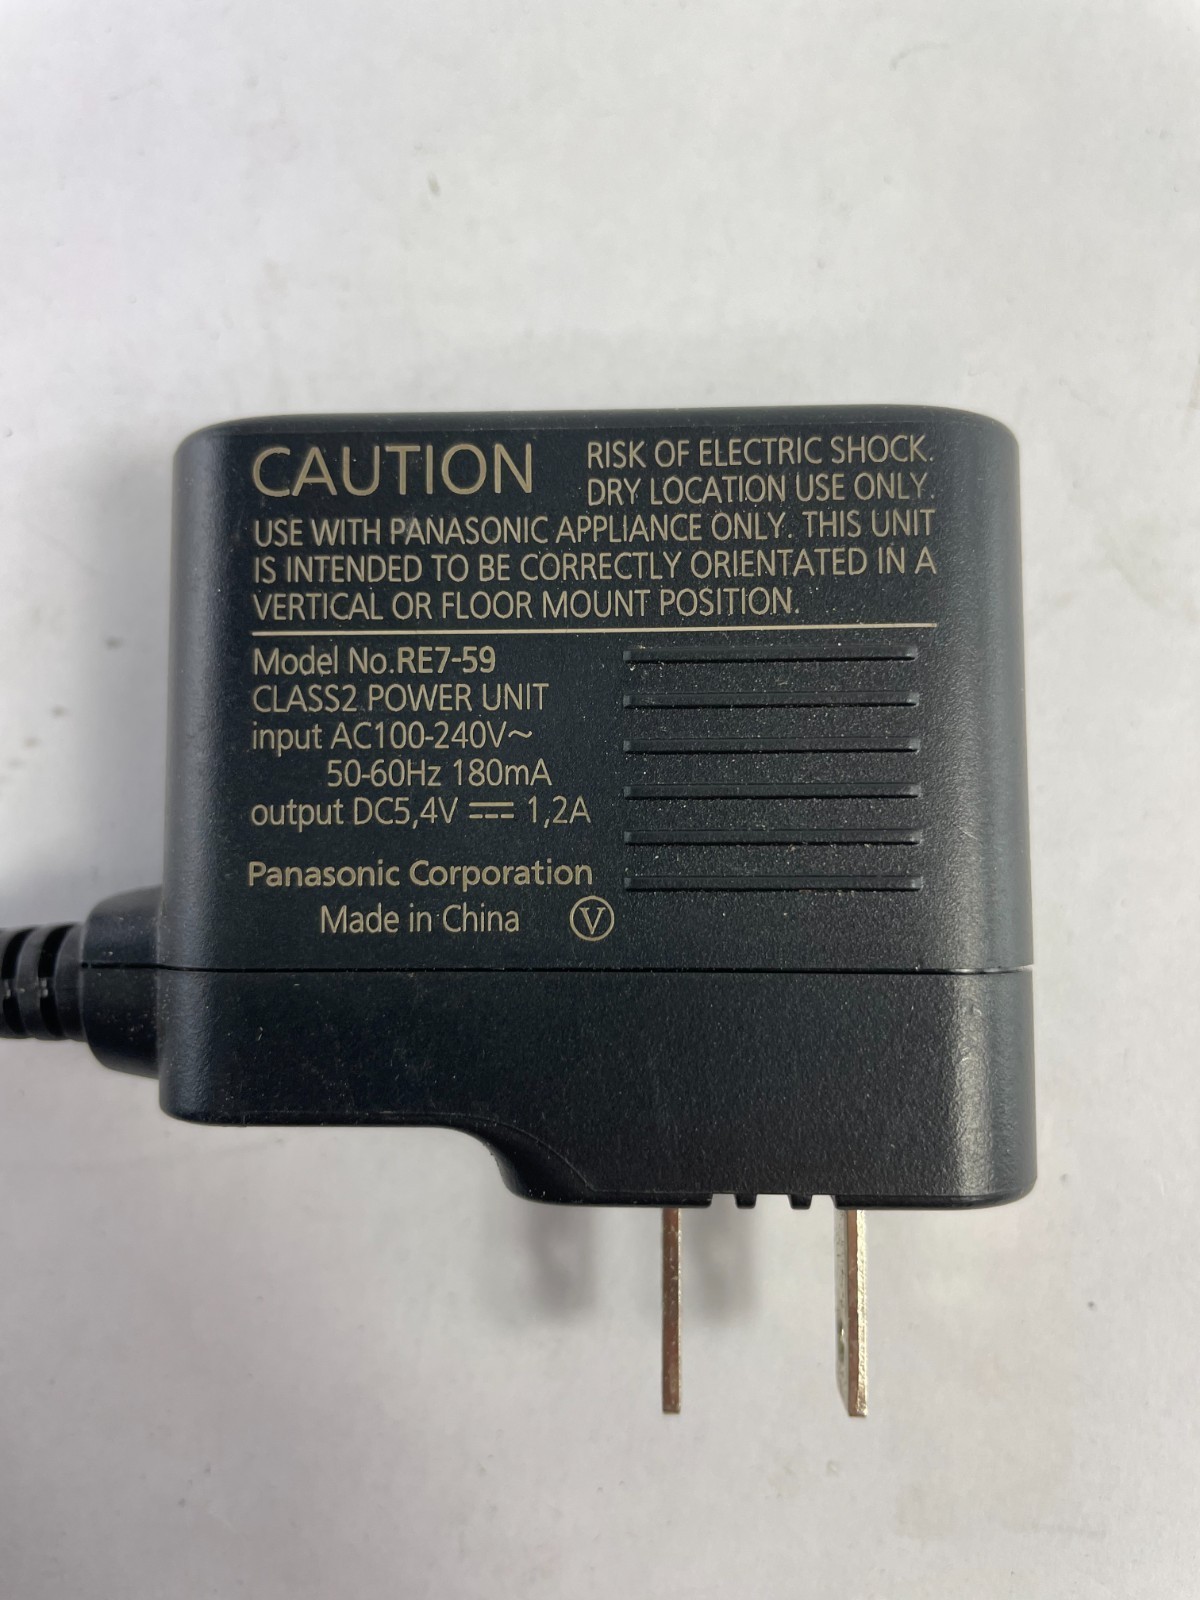 CAUTION RISK OF ELECTRIC SHOCK.
DRY LOCATION USE ONLY.
USE WITH PANASONIC APPLIANCE ONLY. THIS UNIT
IS INTENDED TO BE CORRECTLY ORIENTATED IN A
VERTICAL OR FLOOR MOUNT POSITION.
Model No.RE7-59
CLASS2 POWER UNIT
input AC100-240V~
50-60Hz 180mA
output DC5,4V ⎓ 1,2A
Panasonic Corporation
Made in China Ⓥ